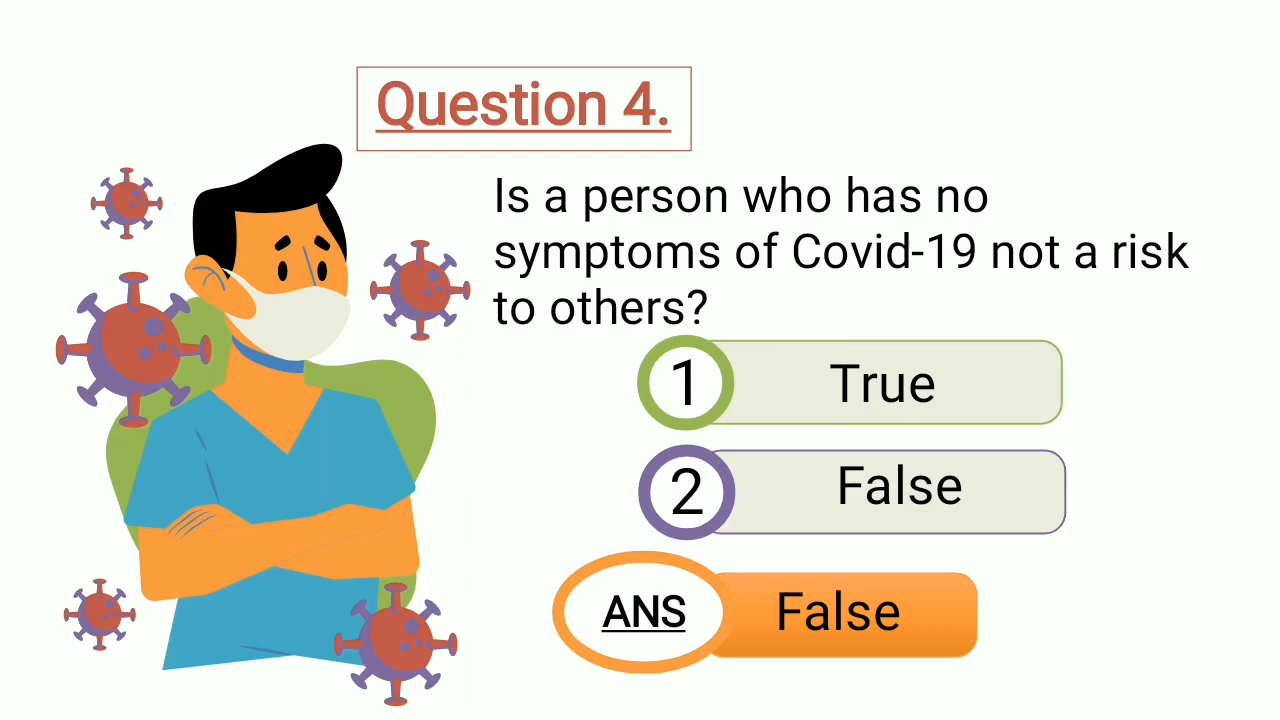 Question 4.
Is a person who has no
symptoms of Covid-19 not a risk
to others?
1 True
2 False
ANS False